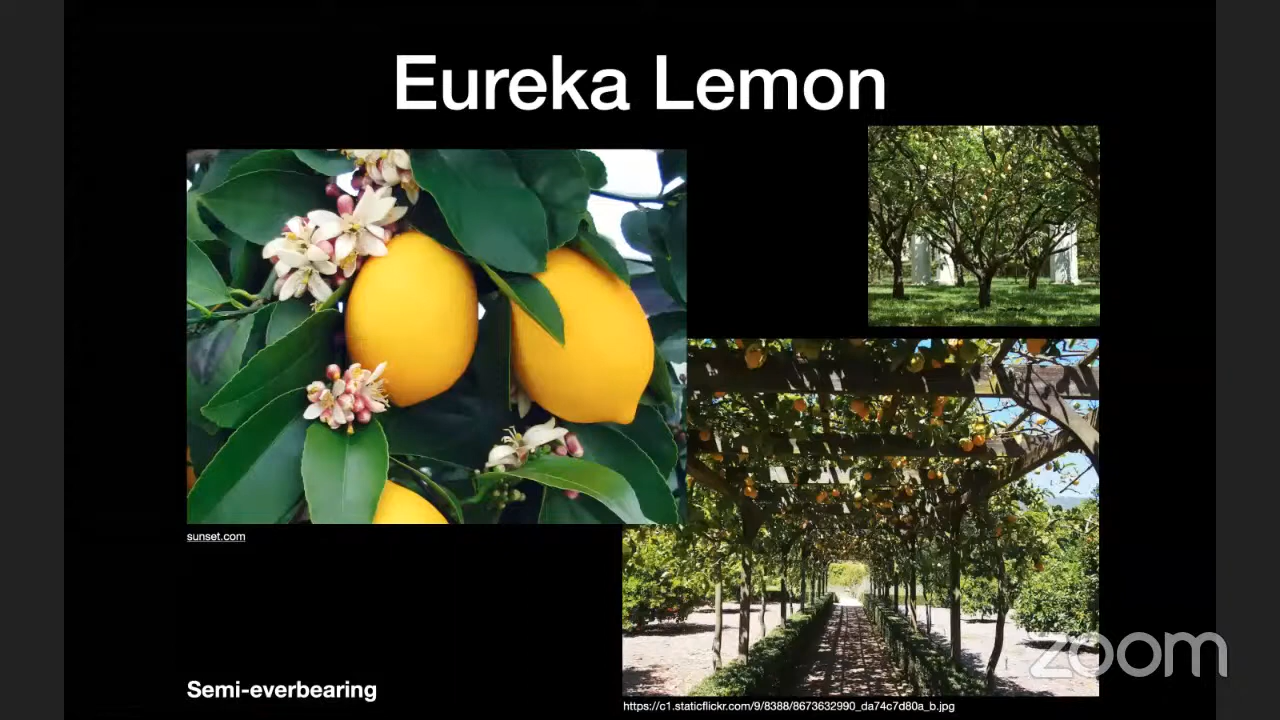 Eureka Lemon
sunset.com
Semi-everbearing
https://c1.staticflickr.com/9/8388/8673632990_da74c7d80a_b.jpg
zoom